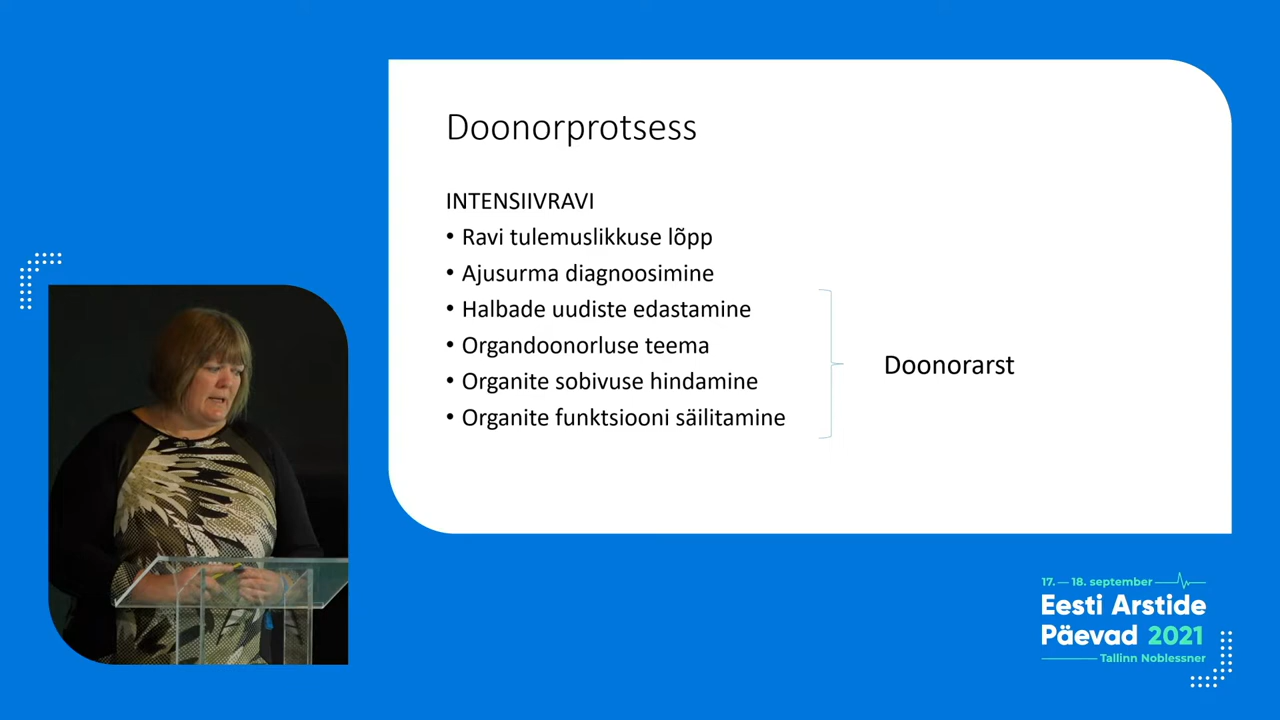 Doonorprotsess
INTENSIIVRAVI
• Ravi tulemuslikkuse lõpp
• Ajusurma diagnoosimine
• Halbade uudiste edastamine
• Organdoonorluse teema
• Organite sobivuse hindamine
• Organite funktsiooni säilitamine
Doonorarst
17. — 18. september
Eesti Arstide
Päevad 2021
Tallinn Noblessner